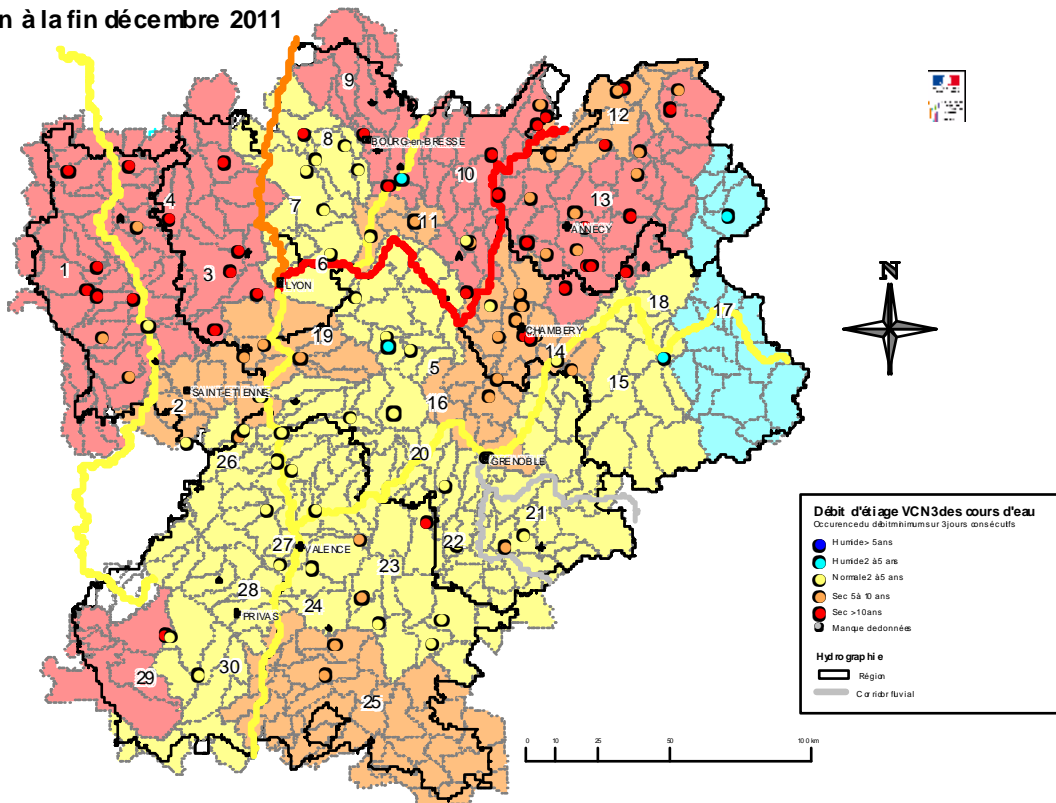 n à la fin décembre 2011
9
12
8
BOURG-en-BRESSE
10
4
7
11
13
ANNECY
1
3
6
LYON
18
17
19
CHAMBERY
14
5
15
SAINT-ETIENNE
2
16
26
20
GRENOBLE
21
27
VALENCE
22
23
28
24
PRIVAS
29
30
25
N
Débit d'étiage VCN3 des cours d'eau
Occurence du débit minimum sur 3 jours consécutifs
Humide > 5 ans
Humide 2 à 5 ans
Normale 2 à 5 ans
Sec 5 à 10 ans
Sec > 10 ans
Manque de données
Hydrographie
Région
Corridor fluvial
0 10 25 50 100 km